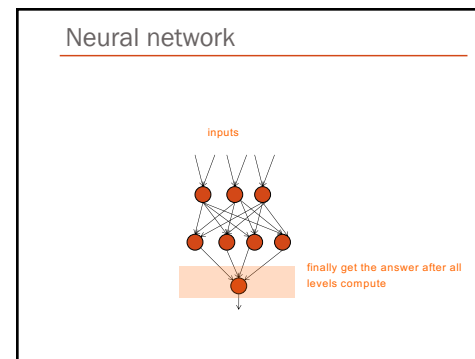 Neural network
inputs
finally get the answer after all
levels compute